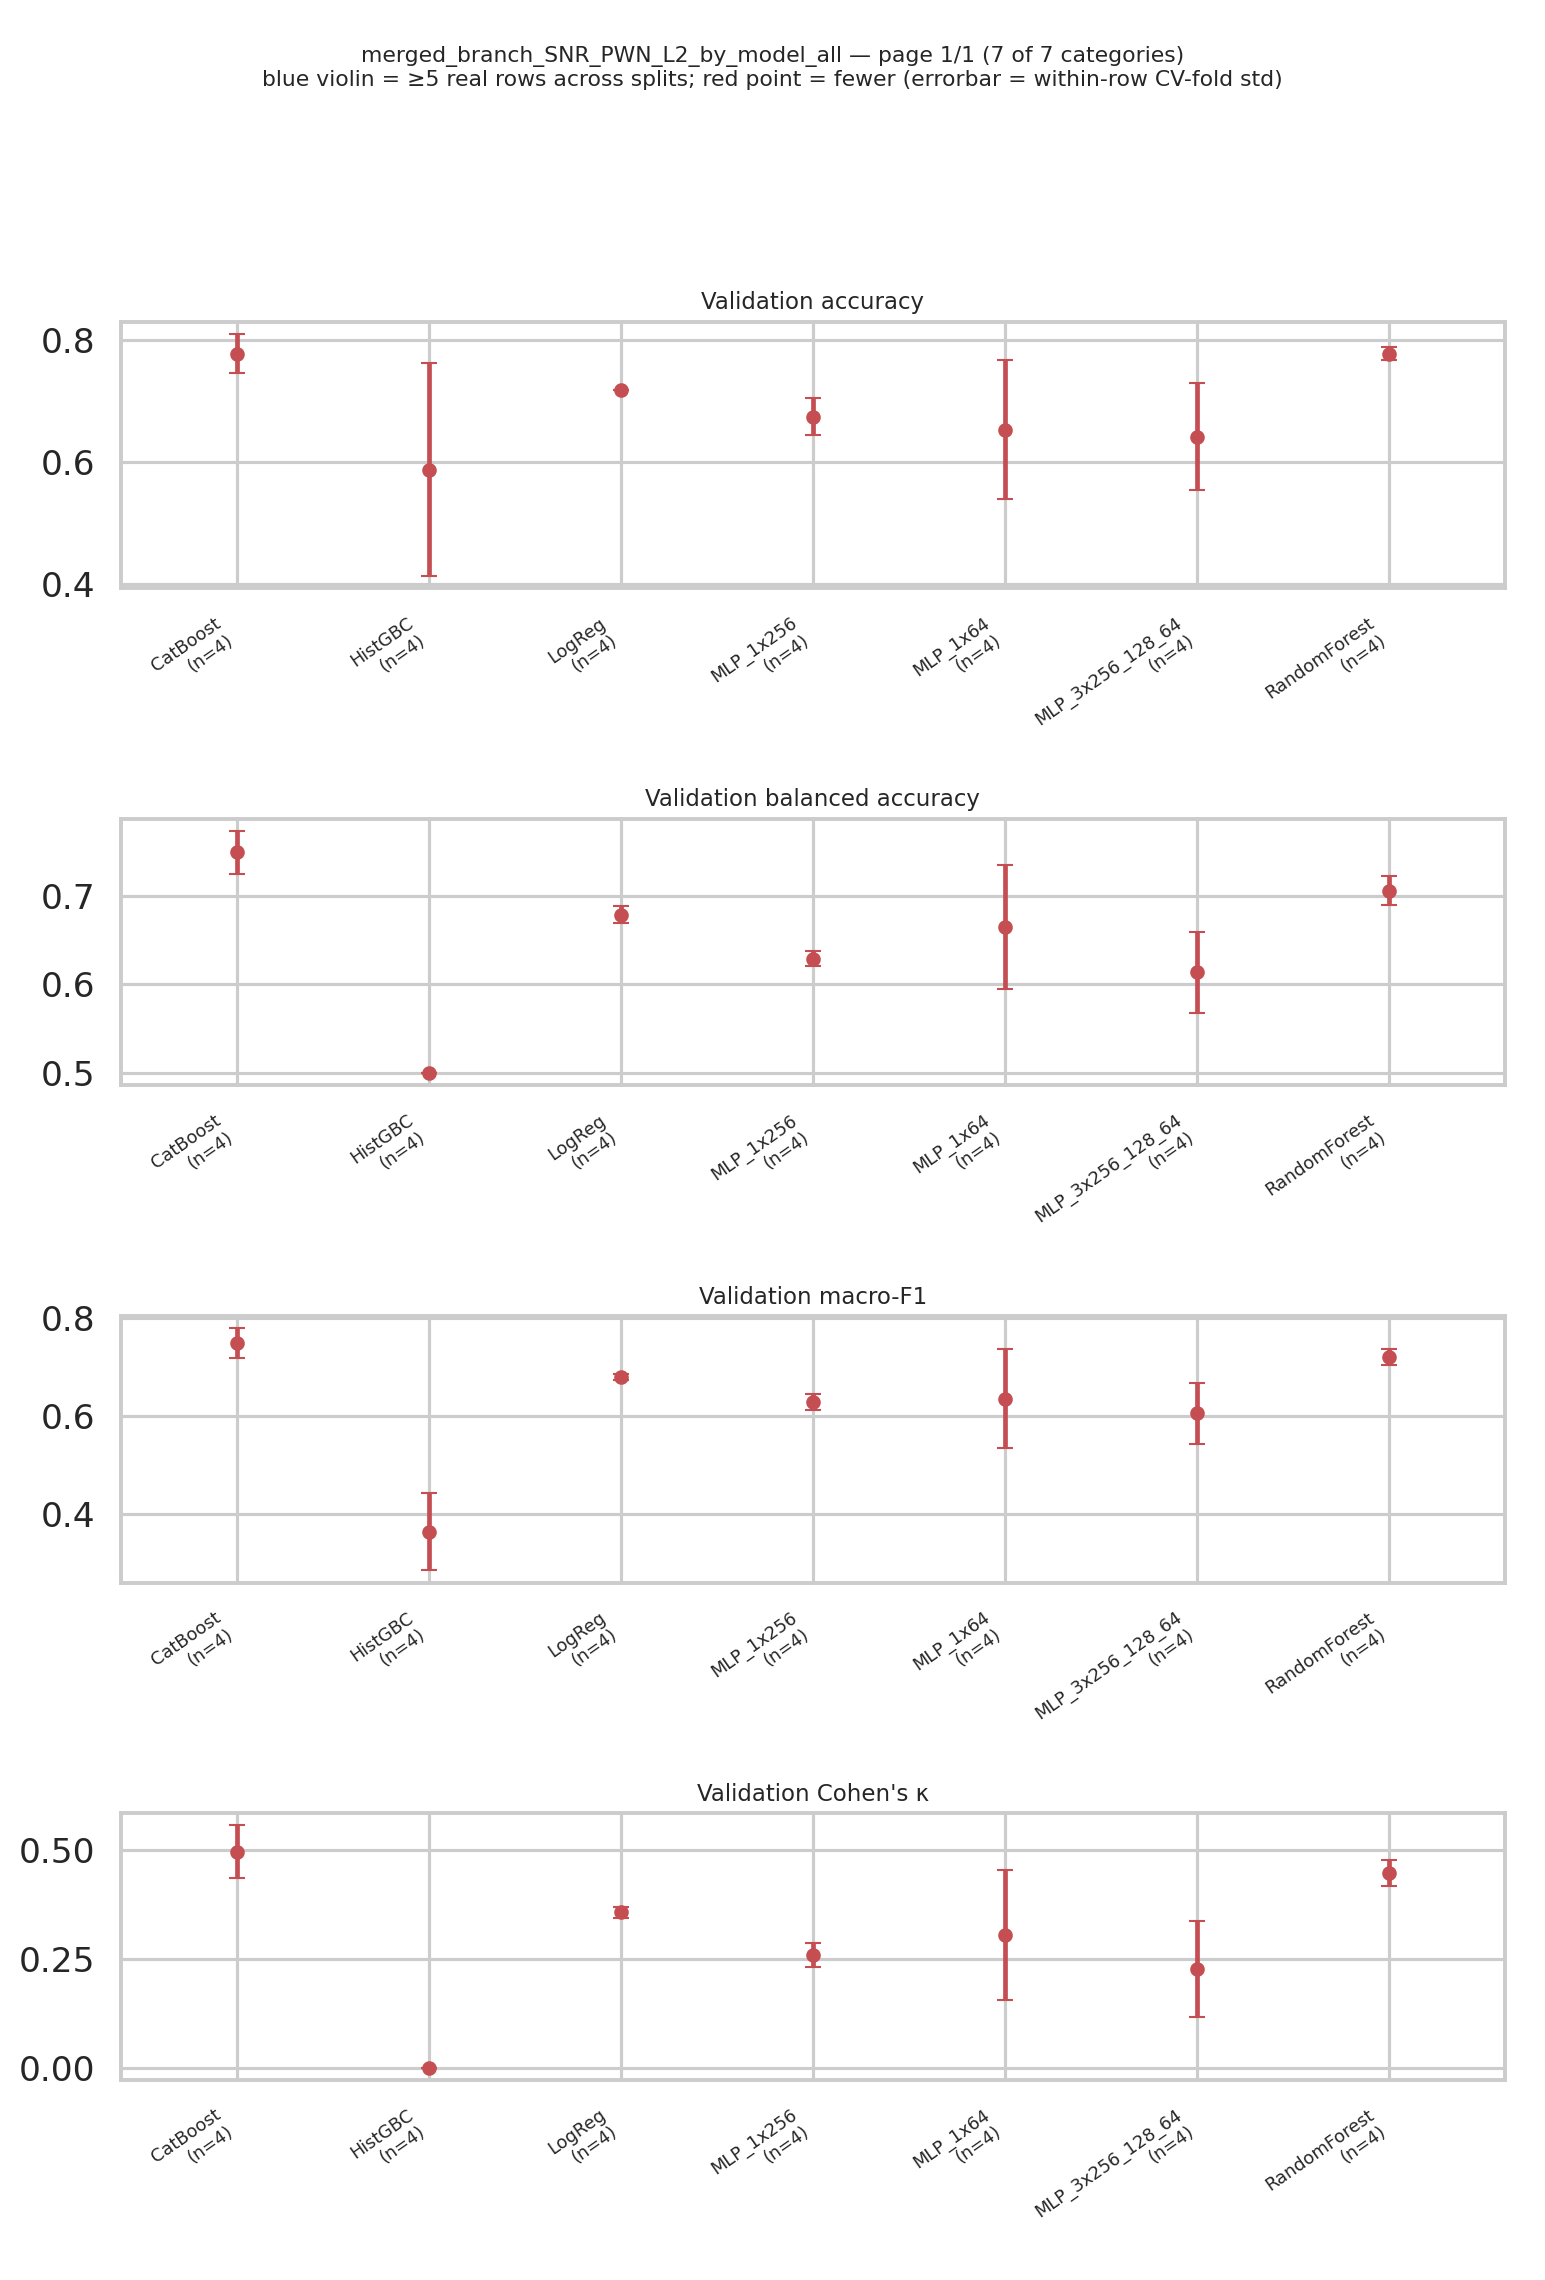 merged_branch_SNR_PWN_L2_by_model_all — page 1/1 (7 of 7 categories)
blue violin = ≥5 real rows across splits; red point = fewer (errorbar = within-row CV-fold std)
Validation accuracy
0.8
0.6
0.4
CatBoost
(n=4)
HistGBC
(n=4)
LogReg
(n=4)
MLP_1x256
(n=4)
MLP_1x64
(n=4)
MLP_3x256_128_64
(n=4)
RandomForest
(n=4)
Validation balanced accuracy
0.7
0.6
0.5
CatBoost
(n=4)
HistGBC
(n=4)
LogReg
(n=4)
MLP_1x256
(n=4)
MLP_1x64
(n=4)
MLP_3x256_128_64
(n=4)
RandomForest
(n=4)
Validation macro-F1
0.8
0.6
0.4
CatBoost
(n=4)
HistGBC
(n=4)
LogReg
(n=4)
MLP_1x256
(n=4)
MLP_1x64
(n=4)
MLP_3x256_128_64
(n=4)
RandomForest
(n=4)
Validation Cohen's κ
0.50
0.25
0.00
CatBoost
(n=4)
HistGBC
(n=4)
LogReg
(n=4)
MLP_1x256
(n=4)
MLP_1x64
(n=4)
MLP_3x256_128_64
(n=4)
RandomForest
(n=4)